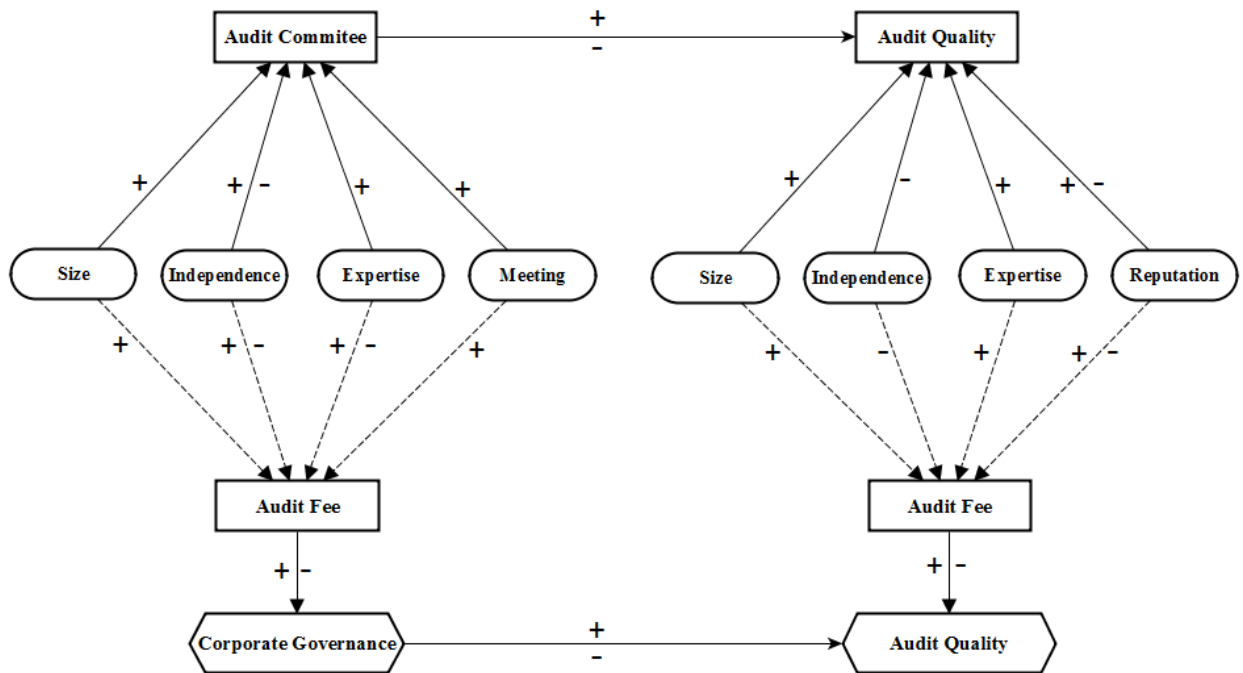 +
Audit Commitee
Audit Quality
-
+
+ -
+
+
+
-
+
+ -
Size
Independence
Expertise
Meeting
Size
Independence
Expertise
Reputation
+
+ -
+ -
+
+
-
+
+ -
Audit Fee
Audit Fee
+ -
+ -
+
Corporate Governance
Audit Quality
-